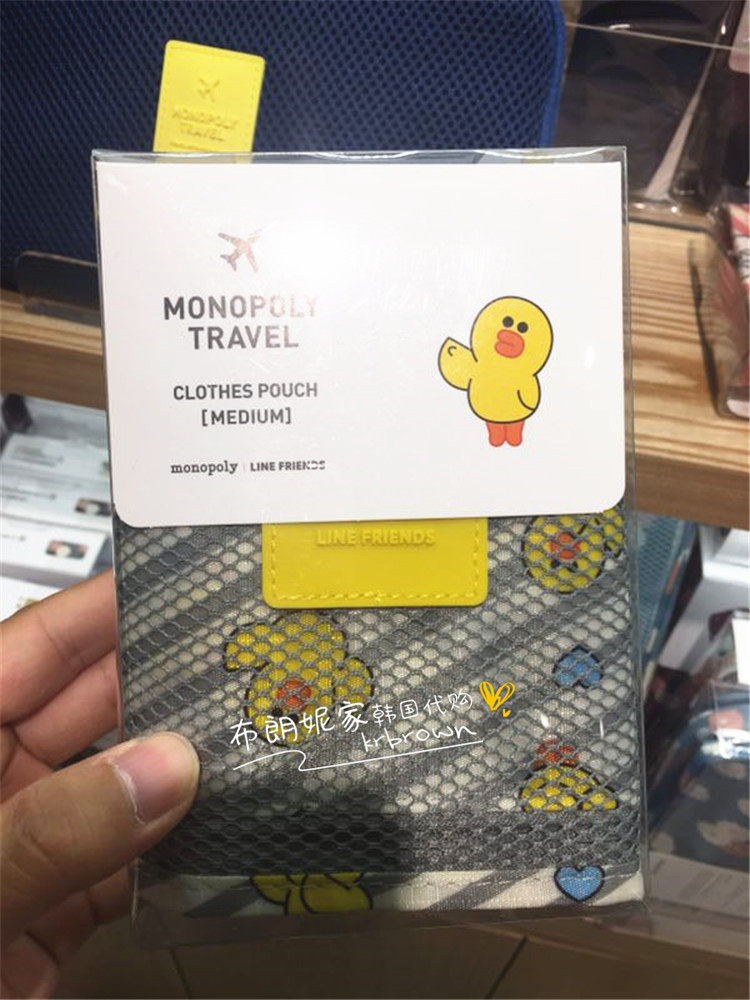 MONOPOLY
TRAVEL
MONOPOLY
TRAVEL
CLOTHES POUCH
[MEDIUM]
monopoly | LINE FRIENDS
LINE FRIENDS
布朗妮家韩国代购
krbrown